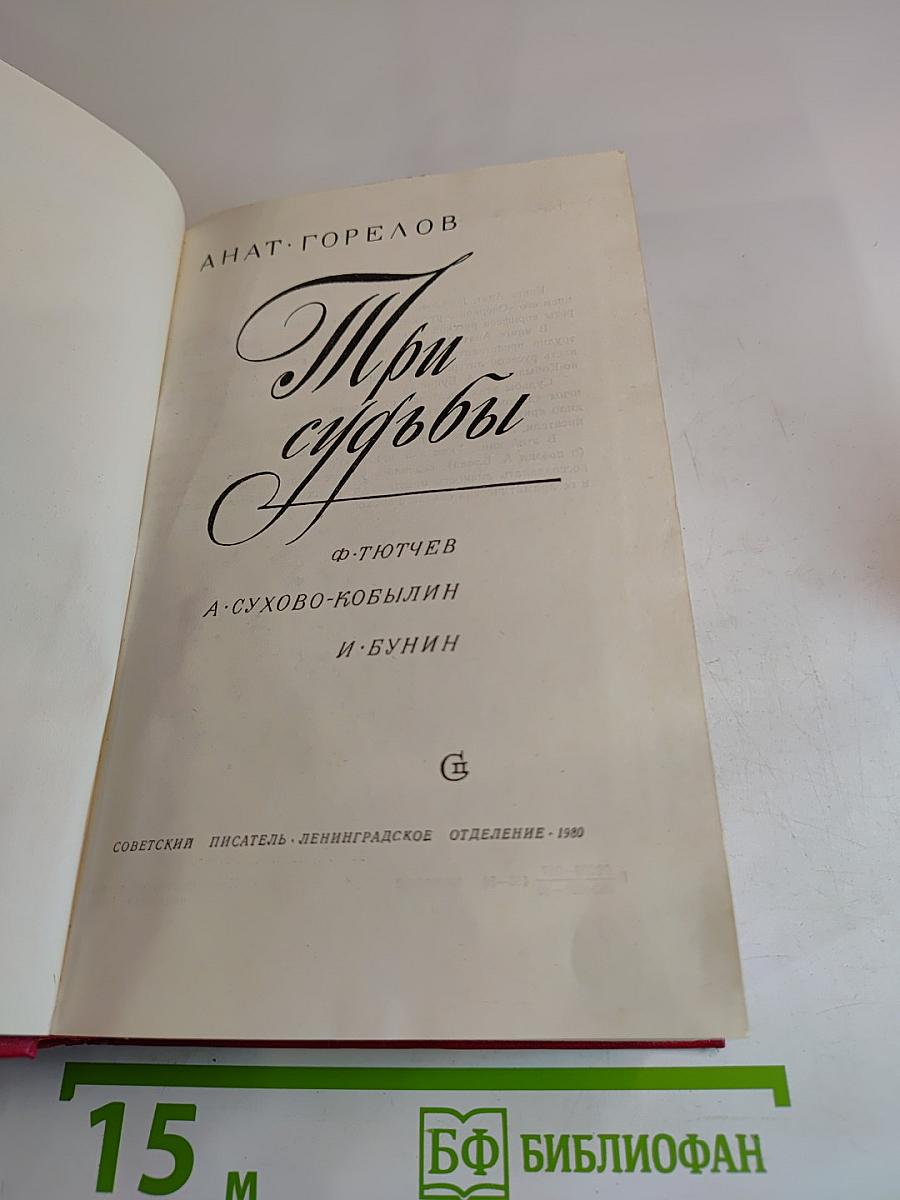 АНАТ·ГОРЕЛОВ
Три
судьбы
Ф·ТЮТЧЕВ
А·СУХОВО-КОБЫЛИН
И·БУНИН
СП
СОВЕТСКИЙ ПИСАТЕЛЬ·ЛЕНИНГРАДСКОЕ ОТДЕЛЕНИЕ·1980
15 м
БФ БИБЛИОФАН